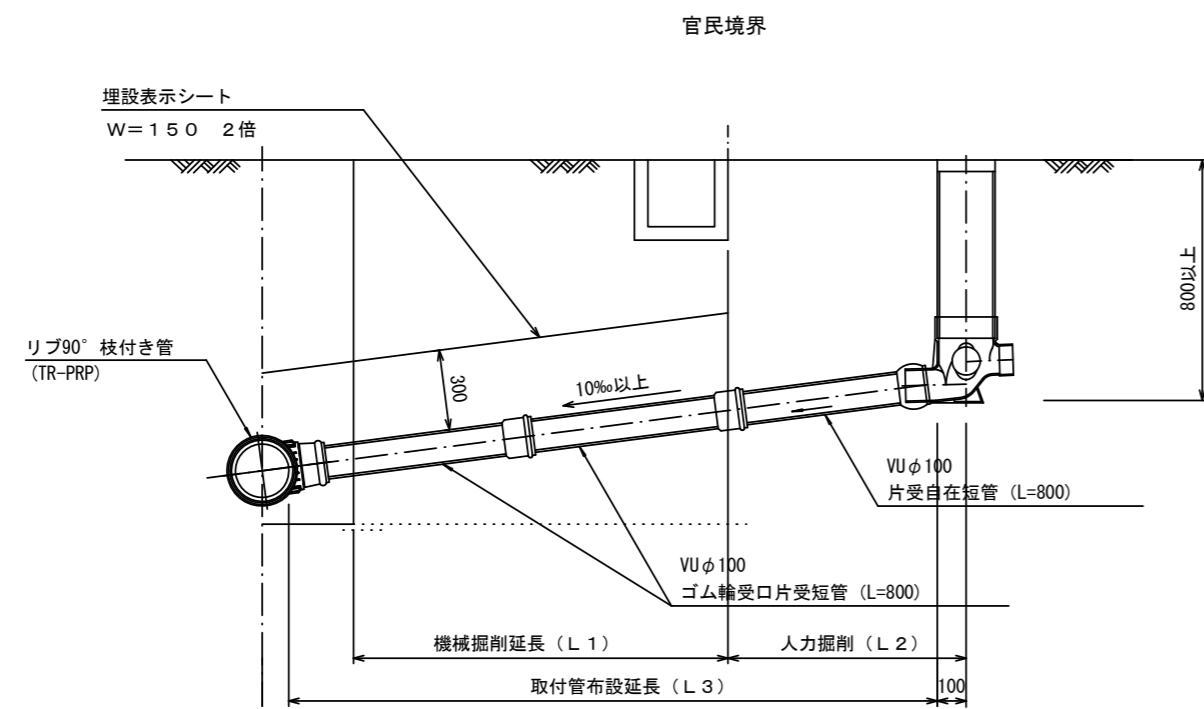 官民境界
埋設表示シート
W=150 2倍
800以上
リブ90°枝付き管
(TR-PRP)
300
10‰以上
VUφ100
片受自在短管 (L=800)
VUφ100
ゴム輪受口片受短管 (L=800)
機械掘削延長(L1)
人力掘削(L2)
取付管布設延長(L3)
100